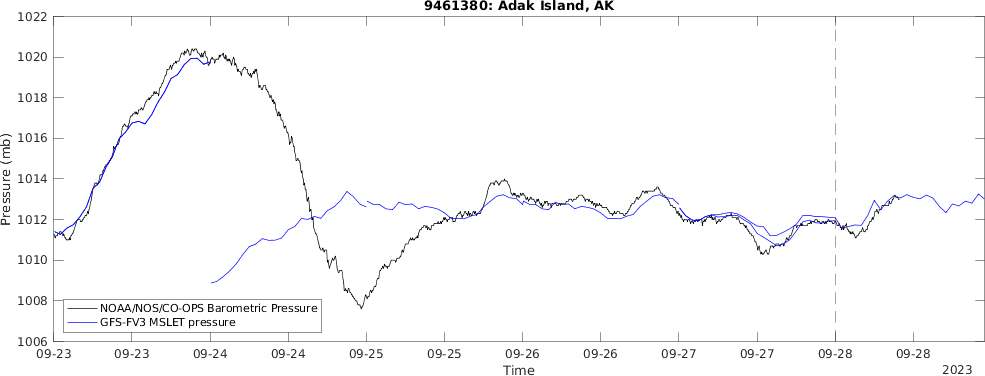 9461380: Adak Island, AK
1022
1020
1018
1016
1014
1012
1010
1008
1006
Pressure (mb)
NOAA/NOS/CO-OPS Barometric Pressure
GFS-FV3 MSLET pressure
09-23 09-23 09-24 09-24 09-25 09-25 09-26 09-26 09-27 09-27 09-28 09-28
Time
2023